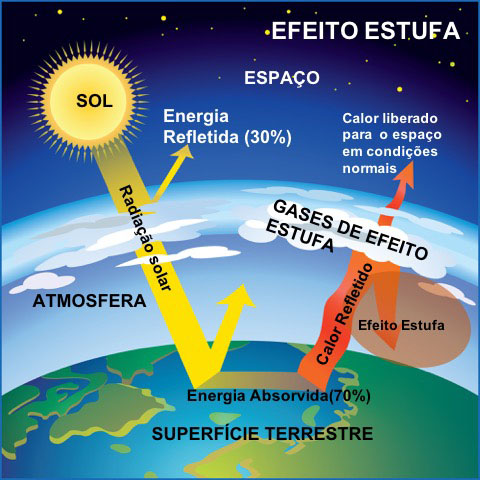 EFEITO ESTUFA
ESPAÇO
SOL
Energia
Refletida (30%)
Calor liberado
para o espaço
em condições
normais
Radiação solar
GASES DE EFEITO
ESTUFA
ATMOSFERA
Calor Refletido
Efeito Estufa
Energia Absorvida(70%)
SUPERFÍCIE TERRESTRE